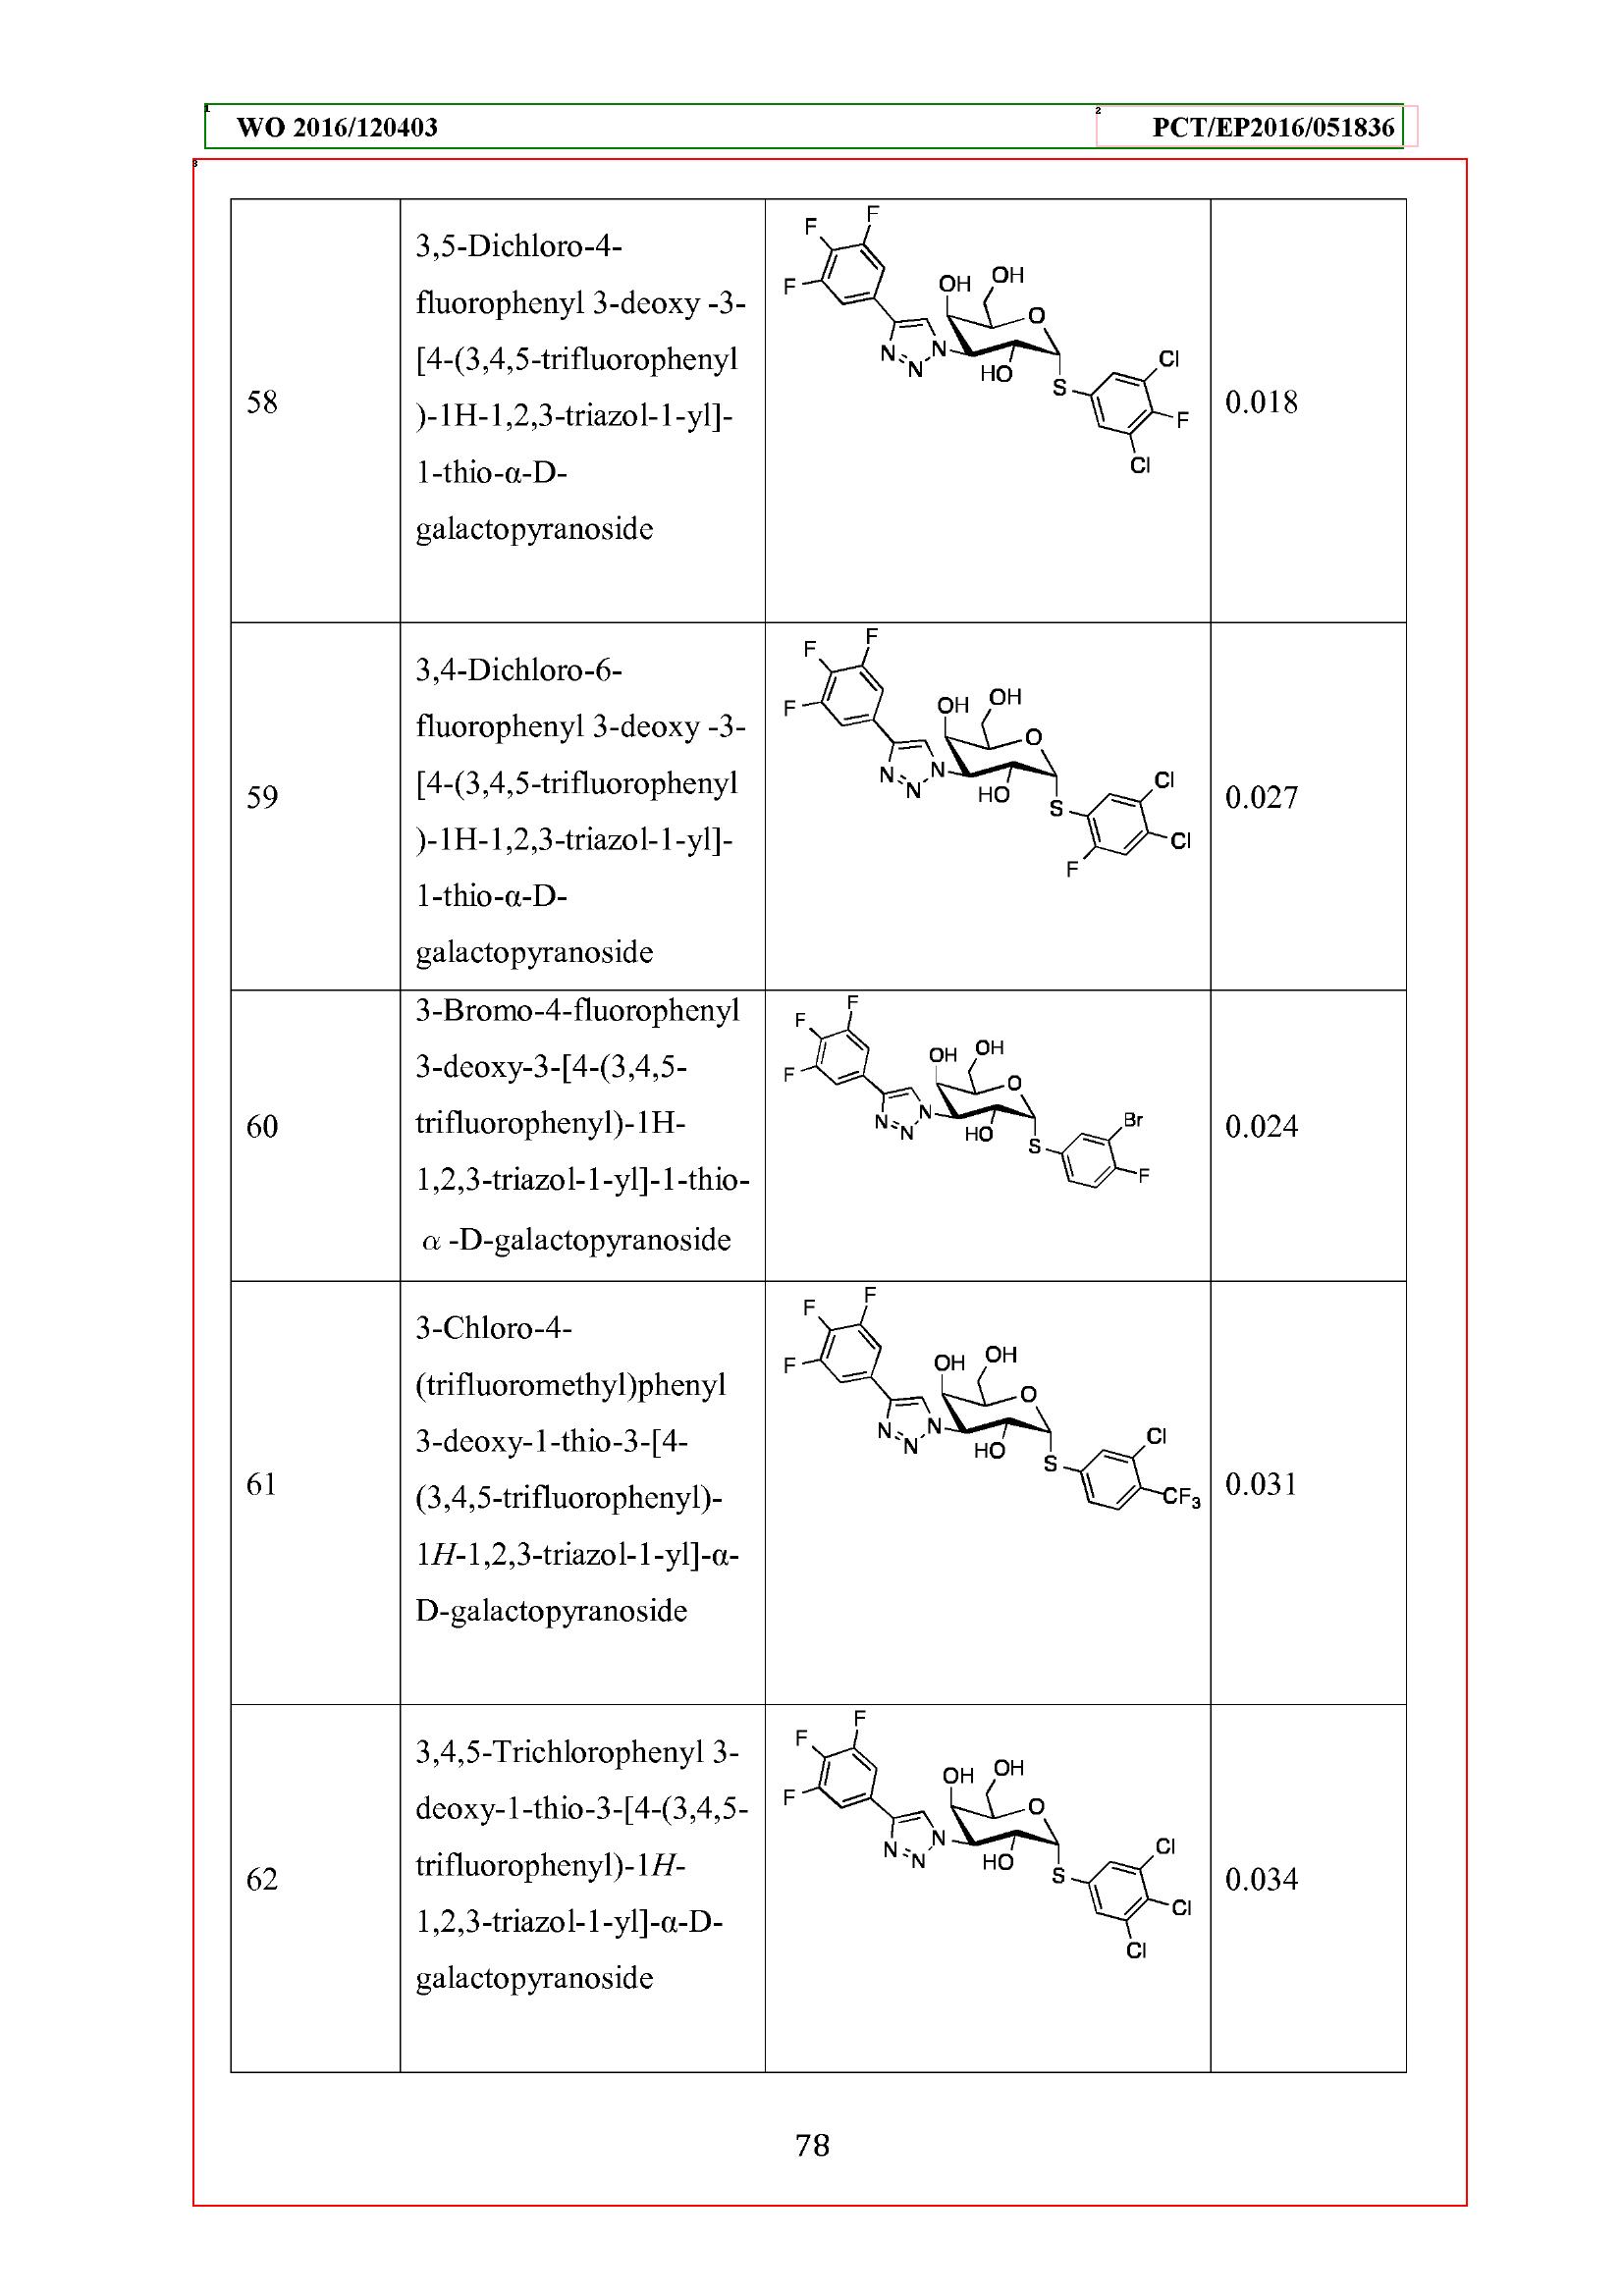 WO 2016/120403
PCT/EP2016/051836
58
3,5-Dichloro-4-
fluorophenyl 3-deoxy -3-
[4-(3,4,5-trifluorophenyl
)-1H-1,2,3-triazol-1-yl]-
1-thio-α-D-
galactopyranoside
F
F
F
OH
OH
O
N
N
N
HO
S
Cl
F
Cl
0.018
59
3,4-Dichloro-6-
fluorophenyl 3-deoxy -3-
[4-(3,4,5-trifluorophenyl
)-1H-1,2,3-triazol-1-yl]-
1-thio-α-D-
galactopyranoside
F
F
F
OH
OH
O
N
N
N
HO
S
Cl
Cl
F
0.027
60
3-Bromo-4-fluorophenyl
3-deoxy-3-[4-(3,4,5-
trifluorophenyl)-1H-
1,2,3-triazol-1-yl]-1-thio-
α -D-galactopyranoside
F
F
F
OH
OH
O
N
N
N
HO
S
Br
F
0.024
61
3-Chloro-4-
(trifluoromethyl)phenyl
3-deoxy-1-thio-3-[4-
(3,4,5-trifluorophenyl)-
1H-1,2,3-triazol-1-yl]-α-
D-galactopyranoside
F
F
F
OH
OH
O
N
N
N
HO
S
Cl
CF3
0.031
62
3,4,5-Trichlorophenyl 3-
deoxy-1-thio-3-[4-(3,4,5-
trifluorophenyl)-1H-
1,2,3-triazol-1-yl]-α-D-
galactopyranoside
F
F
F
OH
OH
O
N
N
N
HO
S
Cl
Cl
Cl
0.034
78
1
2
3